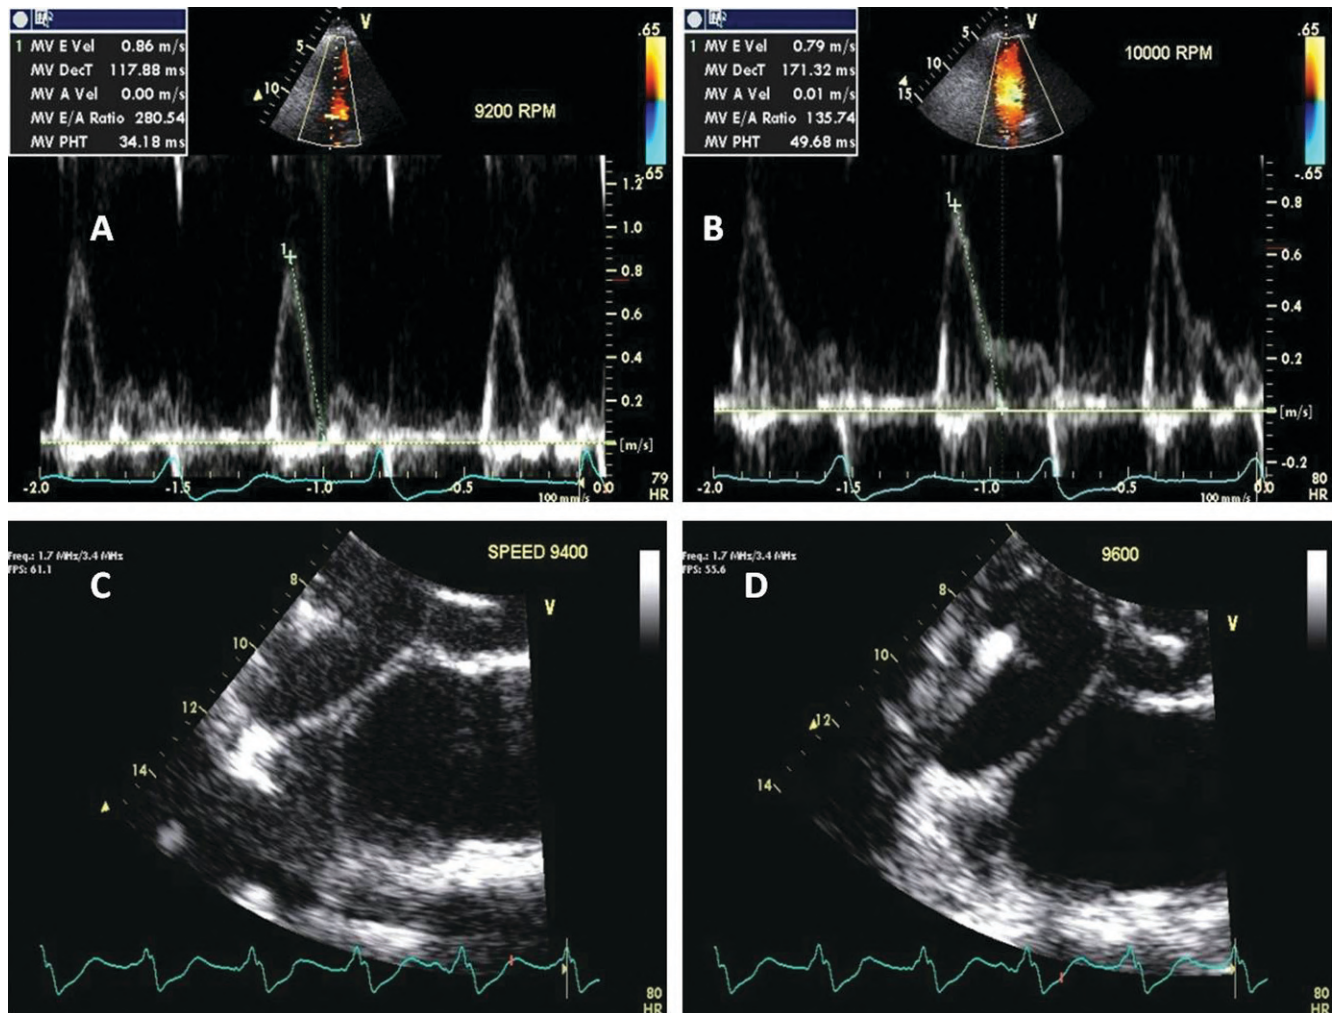 1 MV E Vel 0.86 m/s
MV DecT 117.88 ms
MV A Vel 0.00 m/s
MV E/A Ratio 280.54
MV PHT 34.18 ms
V
5
10
9200 RPM
.65
-.65
A
1.2
1.0
0.8
0.6
0.4
0.2
[m/s]
1
-2.0
-1.5
-1.0
-0.5
0.0
100 mm/s
79
HR
1 MV E Vel 0.79 m/s
MV DecT 171.32 ms
MV A Vel 0.01 m/s
MV E/A Ratio 135.74
MV PHT 49.68 ms
V
5
10
15
10000 RPM
.65
-.65
B
0.8
0.6
0.4
0.2
[m/s]
-0.2
1
-2.0
-1.5
-1.0
-0.5
0.0
100 mm/s
80
HR
Freq.: 1.7 MHz/3.4 MHz
FPS: 61.1
C
SPEED 9400
V
8
10
12
14
80
HR
Freq.: 1.7 MHz/3.4 MHz
FPS: 55.6
D
9600
V
8
10
12
14
80
HR